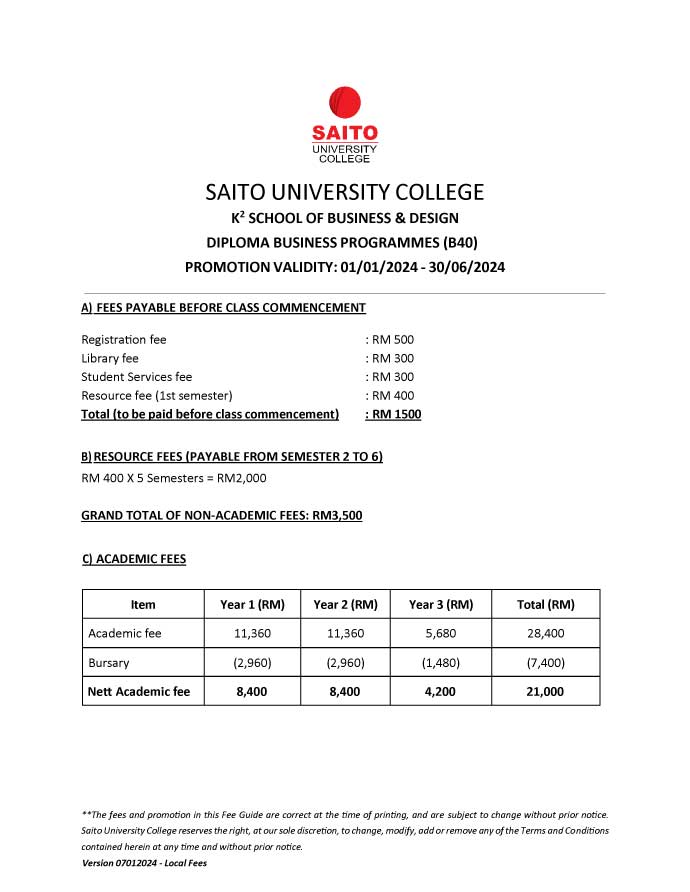 SAITO
UNIVERSITY
COLLEGE
SAITO UNIVERSITY COLLEGE
K² SCHOOL OF BUSINESS & DESIGN
DIPLOMA BUSINESS PROGRAMMES (B40)
PROMOTION VALIDITY: 01/01/2024 - 30/06/2024
A) FEES PAYABLE BEFORE CLASS COMMENCEMENT
Registration fee : RM 500
Library fee : RM 300
Student Services fee : RM 300
Resource fee (1st semester) : RM 400
Total (to be paid before class commencement) : RM 1500
B) RESOURCE FEES (PAYABLE FROM SEMESTER 2 TO 6)
RM 400 X 5 Semesters = RM2,000
GRAND TOTAL OF NON-ACADEMIC FEES: RM3,500
C) ACADEMIC FEES
Item Year 1 (RM) Year 2 (RM) Year 3 (RM) Total (RM)
Academic fee 11,360 11,360 5,680 28,400
Bursary (2,960) (2,960) (1,480) (7,400)
Nett Academic fee 8,400 8,400 4,200 21,000
**The fees and promotion in this Fee Guide are correct at the time of printing, and are subject to change without prior notice.
Saito University College reserves the right, at our sole discretion, to change, modify, add or remove any of the Terms and Conditions
contained herein at any time and without prior notice.
Version 07012024 - Local Fees